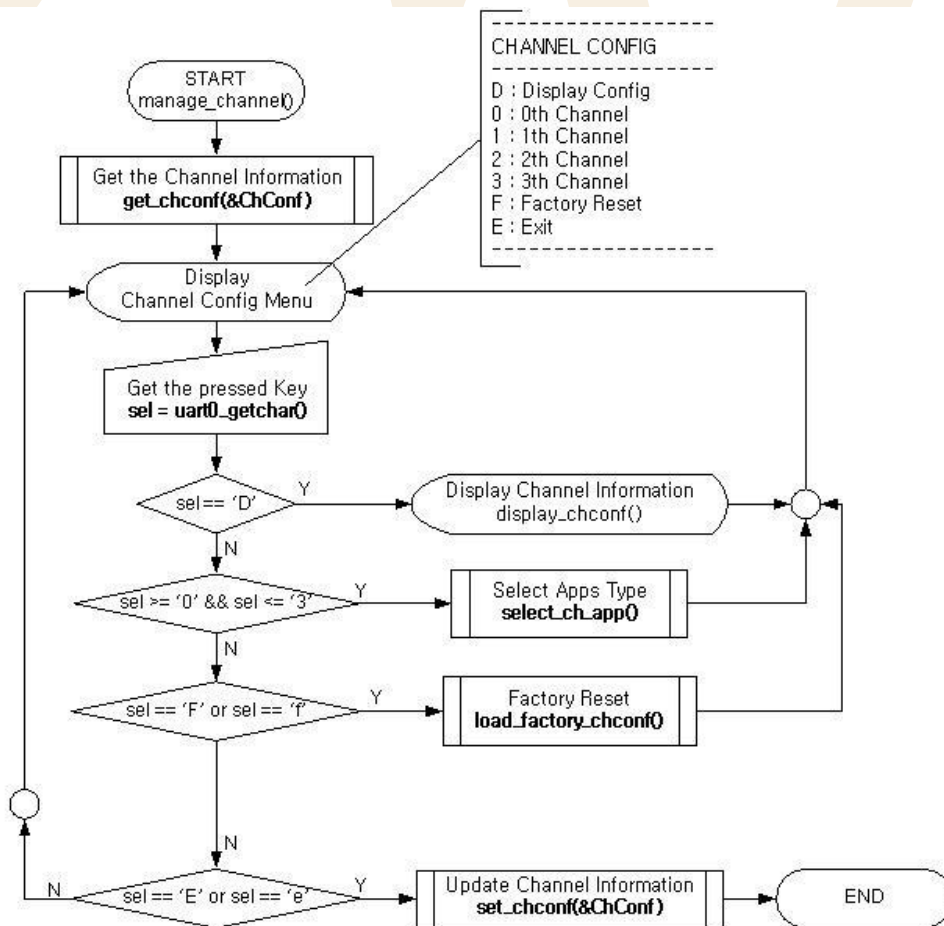 ------------------------
CHANNEL CONFIG
------------------------
D : Display Config
0 : 0th Channel
1 : 1th Channel
2 : 2th Channel
3 : 3th Channel
F : Factory Reset
E : Exit
------------------------
START
manage_channel()
Get the Channel Information
get_chconf(&ChConf)
Display
Channel Config Menu
Get the pressed Key
sel = uart0_getchar()
sel == ‘D’
Y
Display Channel Information
display_chconf()
N
sel >= ‘0’ && sel <= ‘3’
Y
Select Apps Type
select_ch_app()
N
sel == ‘F’ or sel == ‘f’
Y
Factory Reset
load_factory_chconf()
N
N
sel == ‘E’ or sel == ‘e’
Y
Update Channel Information
set_chconf(&ChConf)
END